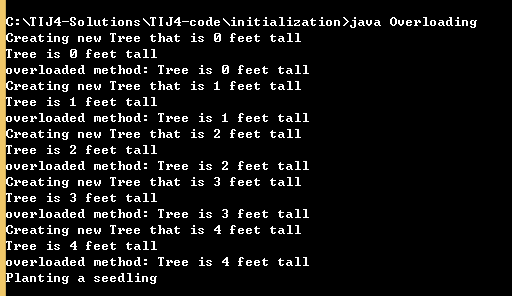 C:\TIJ4-Solutions\TIJ4-code\initialization>java Overloading
Creating new Tree that is 0 feet tall
Tree is 0 feet tall
overloaded method: Tree is 0 feet tall
Creating new Tree that is 1 feet tall
Tree is 1 feet tall
overloaded method: Tree is 1 feet tall
Creating new Tree that is 2 feet tall
Tree is 2 feet tall
overloaded method: Tree is 2 feet tall
Creating new Tree that is 3 feet tall
Tree is 3 feet tall
overloaded method: Tree is 3 feet tall
Creating new Tree that is 4 feet tall
Tree is 4 feet tall
overloaded method: Tree is 4 feet tall
Planting a seedling